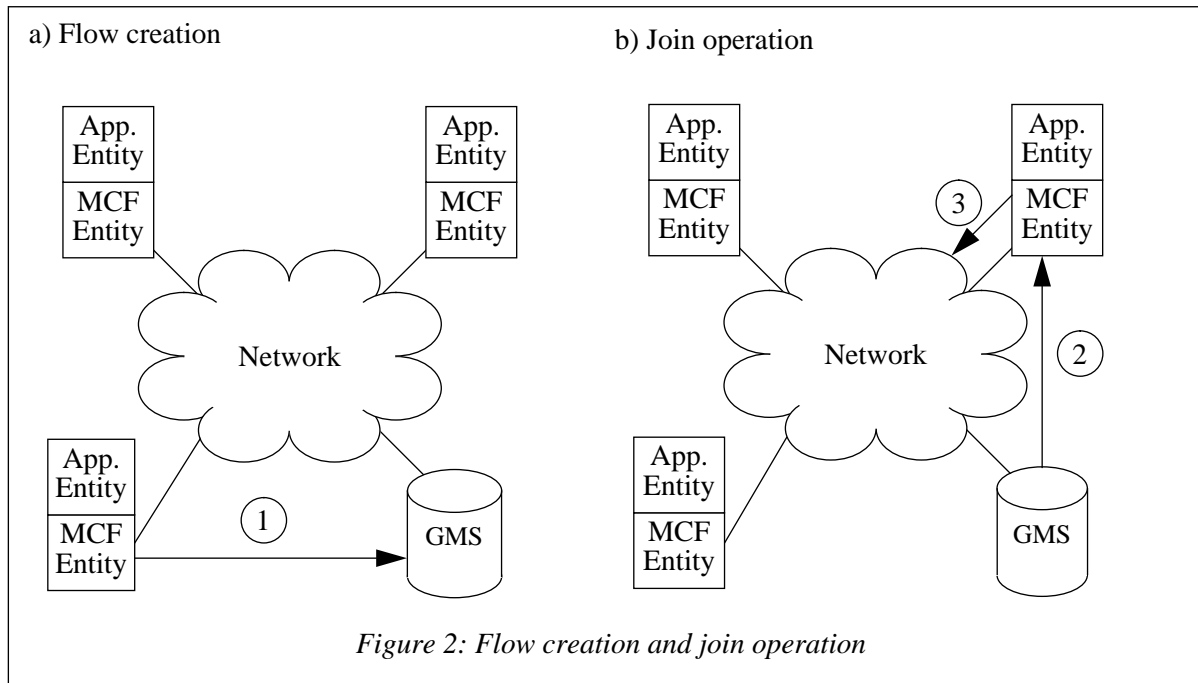 a) Flow creation
App.
Entity
MCF
Entity
App.
Entity
MCF
Entity
Network
App.
Entity
MCF
Entity
1
GMS
b) Join operation
App.
Entity
MCF
Entity
App.
Entity
MCF
Entity
3
Network
2
App.
Entity
MCF
Entity
GMS
Figure 2: Flow creation and join operation